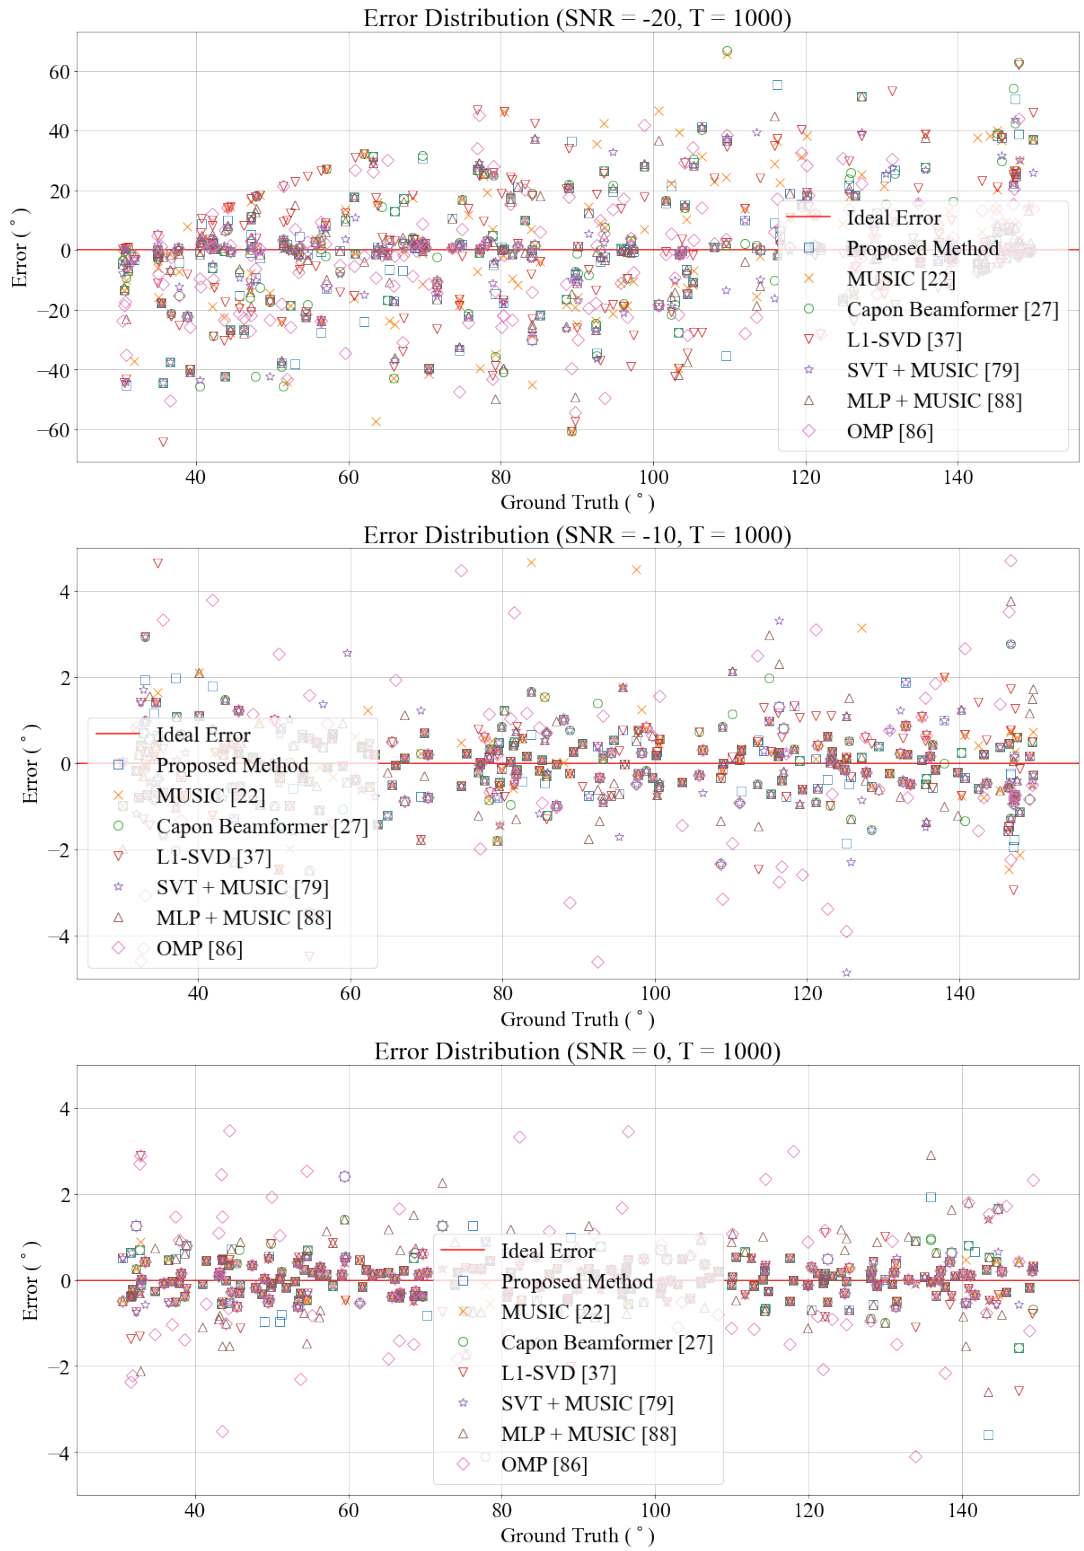 Error Distribution (SNR = -20, T = 1000)
Error (°)
60
40
20
0
−20
−40
−60
Ideal Error
Proposed Method
MUSIC [22]
Capon Beamformer [27]
L1-SVD [37]
SVT + MUSIC [79]
MLP + MUSIC [88]
OMP [86]
40 60 80 100 120 140
Ground Truth (°)
Error Distribution (SNR = -10, T = 1000)
Error (°)
4
2
0
−2
−4
Ideal Error
Proposed Method
MUSIC [22]
Capon Beamformer [27]
L1-SVD [37]
SVT + MUSIC [79]
MLP + MUSIC [88]
OMP [86]
40 60 80 100 120 140
Ground Truth (°)
Error Distribution (SNR = 0, T = 1000)
Error (°)
4
2
0
−2
−4
Ideal Error
Proposed Method
MUSIC [22]
Capon Beamformer [27]
L1-SVD [37]
SVT + MUSIC [79]
MLP + MUSIC [88]
OMP [86]
40 60 80 100 120 140
Ground Truth (°)